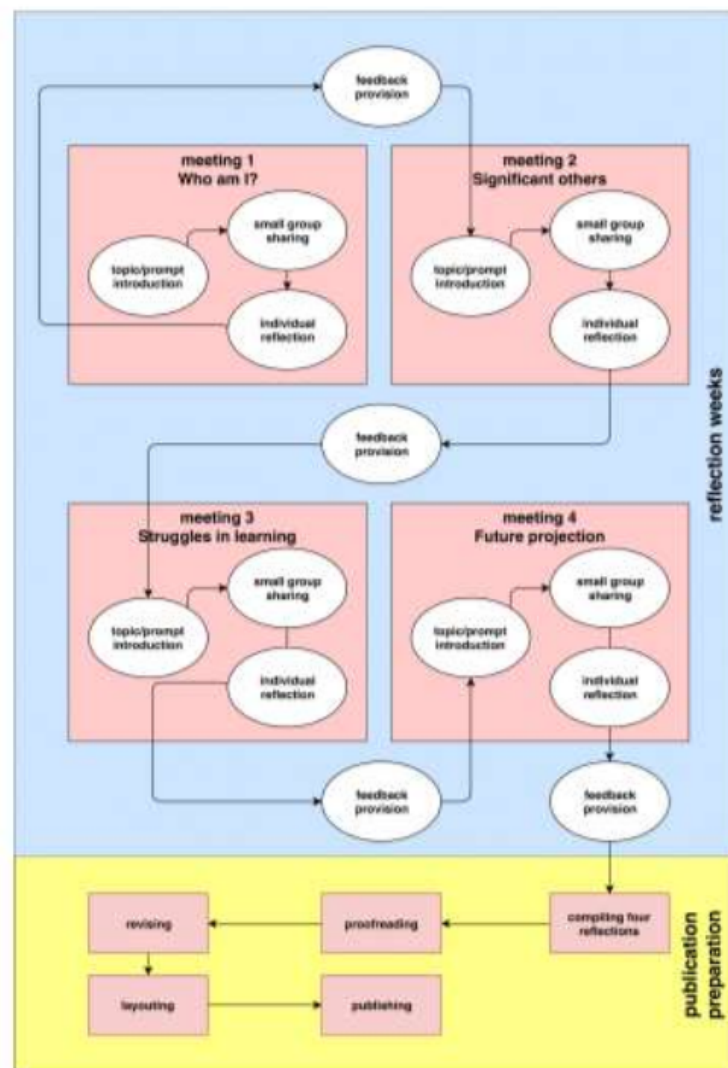 feedback
provision
meeting 1
Who am I?
small group
sharing
topic/prompt
introduction
individual
reflection
meeting 2
Significant others
small group
sharing
topic/prompt
introduction
individual
reflection
feedback
provision
meeting 3
Struggles in learning
small group
sharing
topic/prompt
introduction
individual
reflection
meeting 4
Future projection
small group
sharing
topic/prompt
introduction
individual
reflection
feedback
provision
feedback
provision
reflection weeks
compiling four
reflections
proofreading
revising
layouting
publishing
publication
preparation